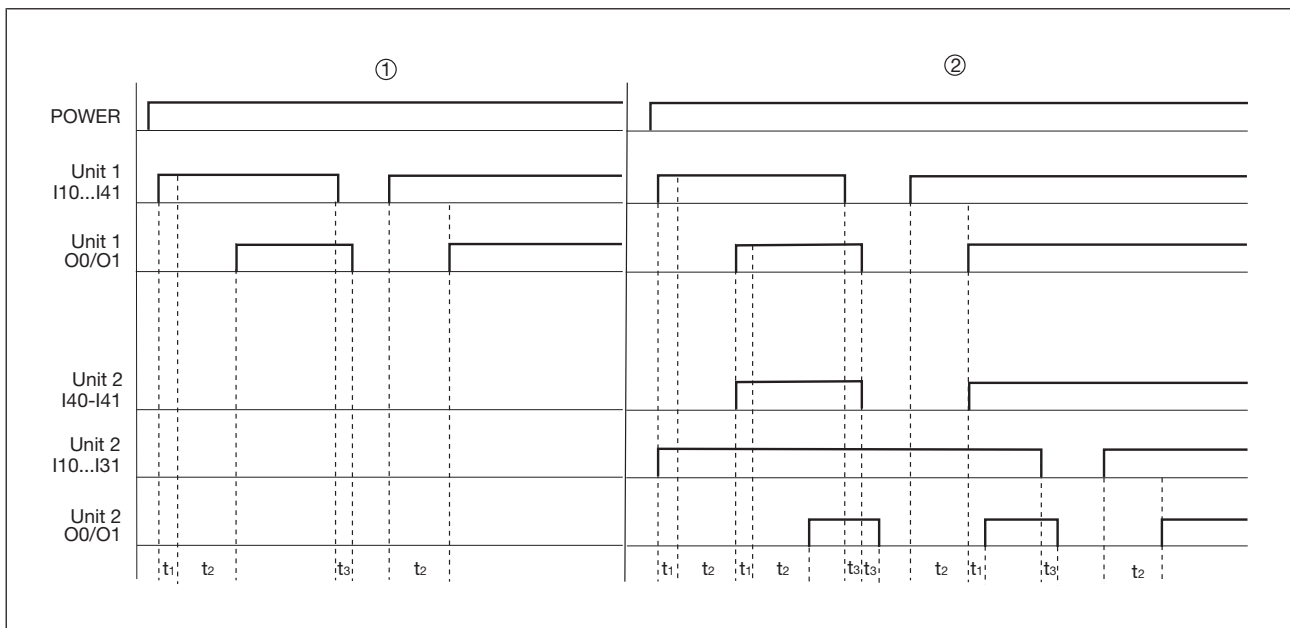 ① ②
POWER
Unit 1
I10...I41
Unit 1
O0/O1
Unit 2
I40-I41
Unit 2
I10...I31
Unit 2
O0/O1
t1 t2 t3 t2 t1 t2 t1 t2 t3 t3 t2 t1 t3 t2